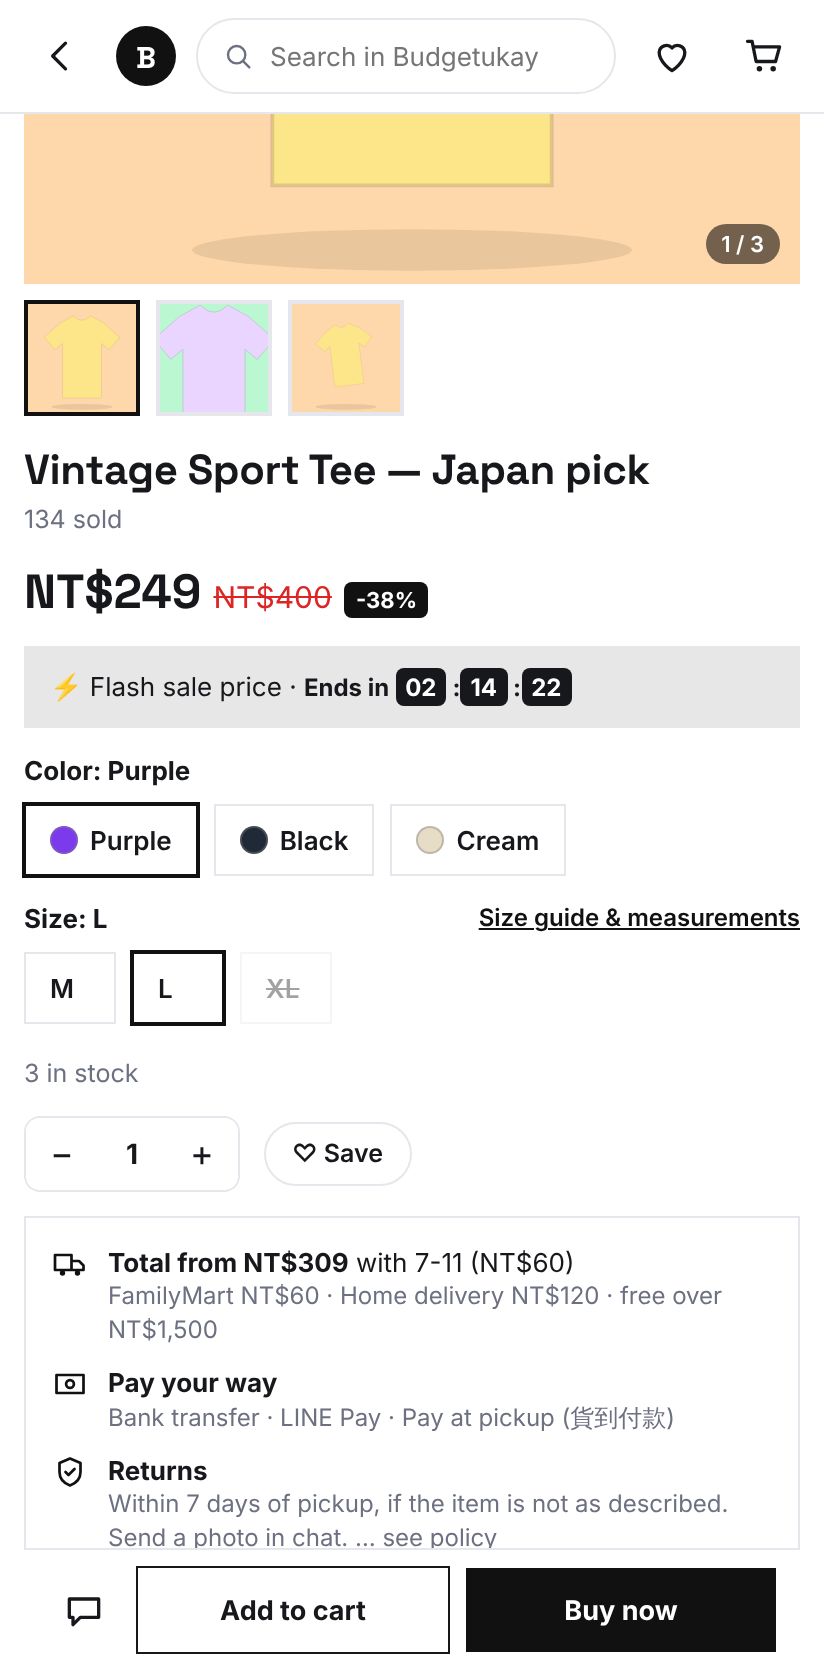 B Search in Budgetukay
1 / 3
Vintage Sport Tee — Japan pick
134 sold
NT$249 NT$400 -38%
⚡ Flash sale price · Ends in 02 : 14 : 22
Color: Purple
Purple Black Cream
Size: L Size guide & measurements
M L XL
3 in stock
− 1 + ♡ Save
Total from NT$309 with 7-11 (NT$60)
FamilyMart NT$60 · Home delivery NT$120 · free over
NT$1,500
Pay your way
Bank transfer · LINE Pay · Pay at pickup (貨到付款)
Returns
Within 7 days of pickup, if the item is not as described.
Send a photo in chat. ... see policy
Add to cart Buy now